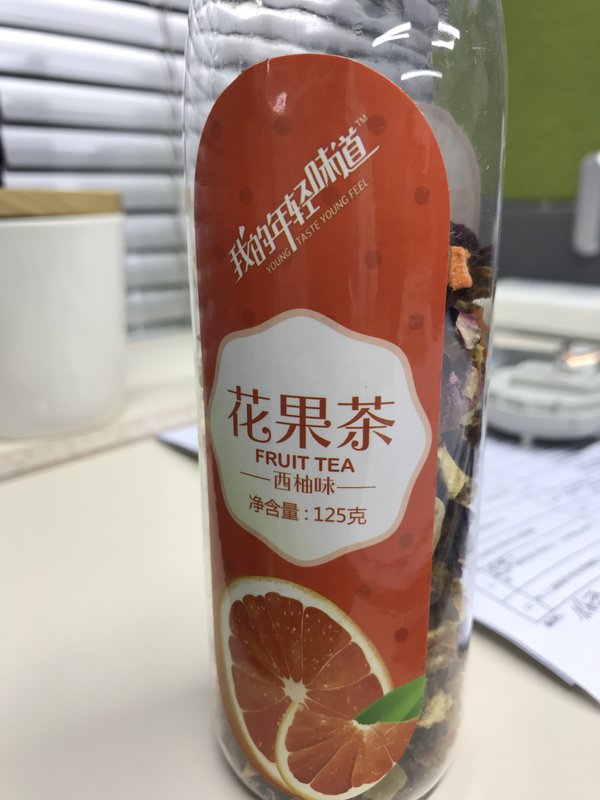 我的年轻味道™
YOUNG TASTE YOUNG FEEL
花果茶
FRUIT TEA
西柚味
净含量:125克